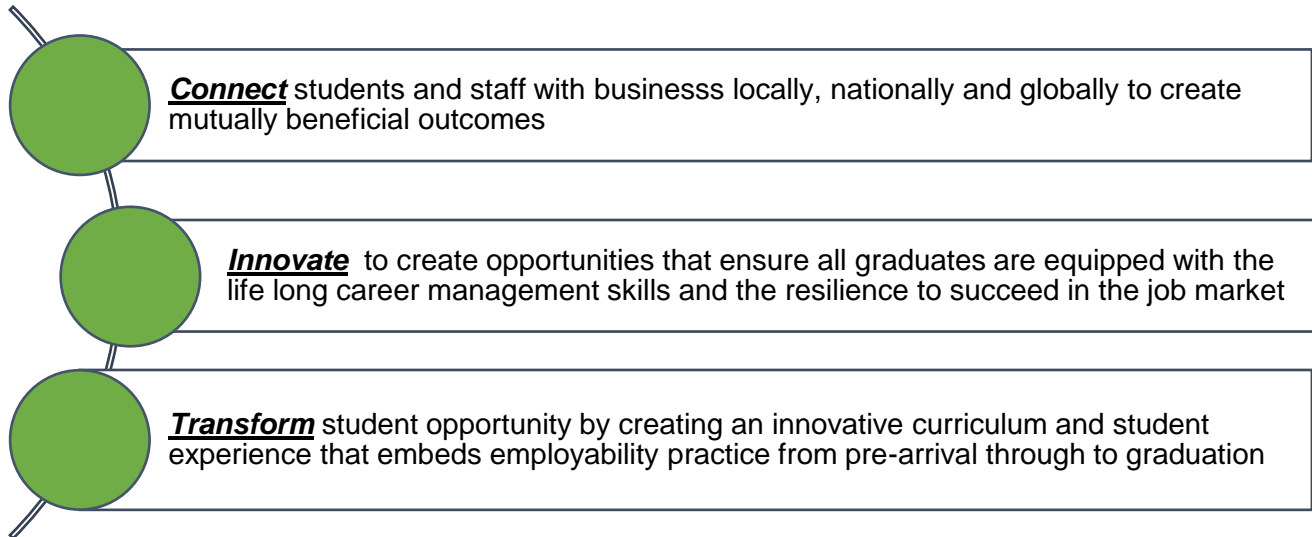 Connect students and staff with businesss locally, nationally and globally to create
mutually beneficial outcomes
Innovate to create opportunities that ensure all graduates are equipped with the
life long career management skills and the resilience to succeed in the job market
Transform student opportunity by creating an innovative curriculum and student
experience that embeds employability practice from pre-arrival through to graduation